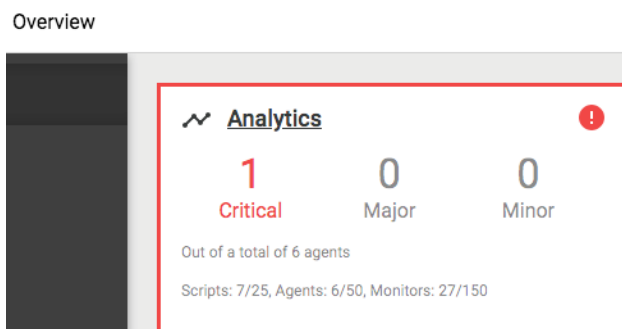 Overview
Analytics
1 0 0
Critical Major Minor
Out of a total of 6 agents
Scripts: 7/25, Agents: 6/50, Monitors: 27/150